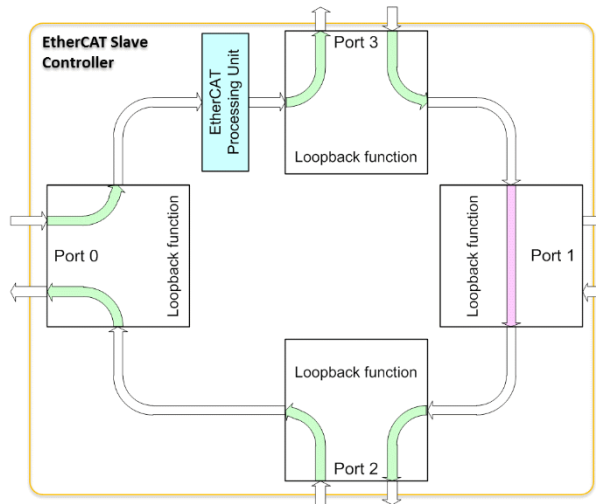 EtherCAT Slave
Controller
Port 3
EtherCAT
Processing Unit
Loopback function
Port 0
Loopback function
Loopback function
Port 1
Loopback function
Port 2